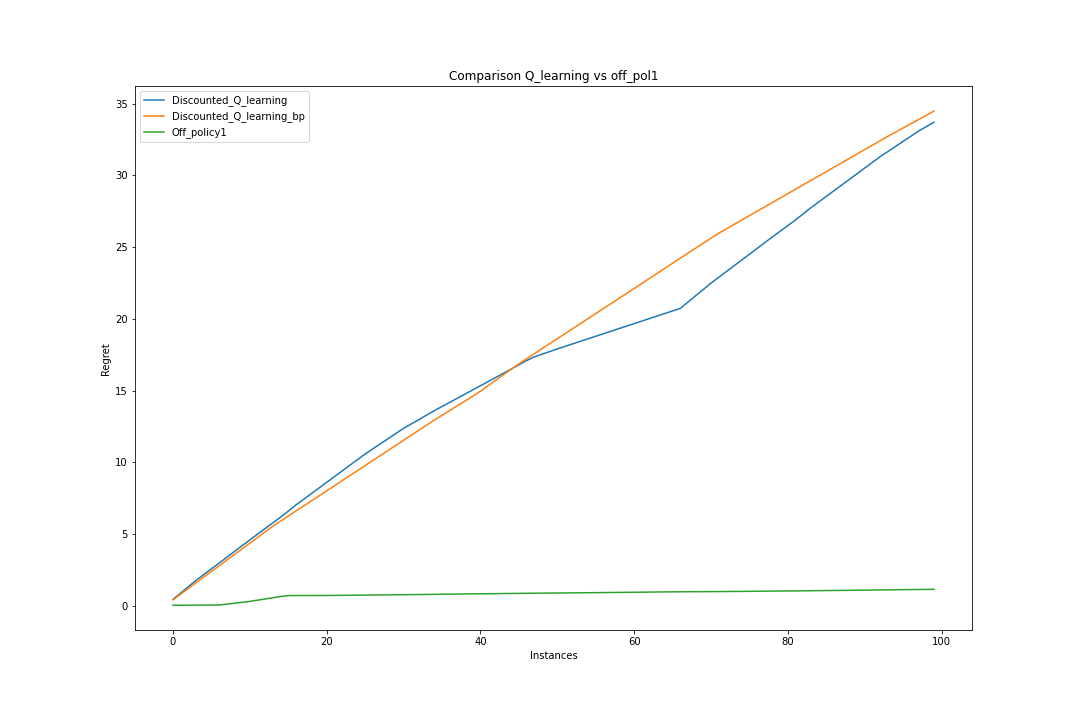 Comparison Q_learning vs off_pol1
Discounted_Q_learning
Discounted_Q_learning_bp
Off_policy1
35
30
25
20
15
10
5
0
Regret
0 20 40 60 80 100
Instances